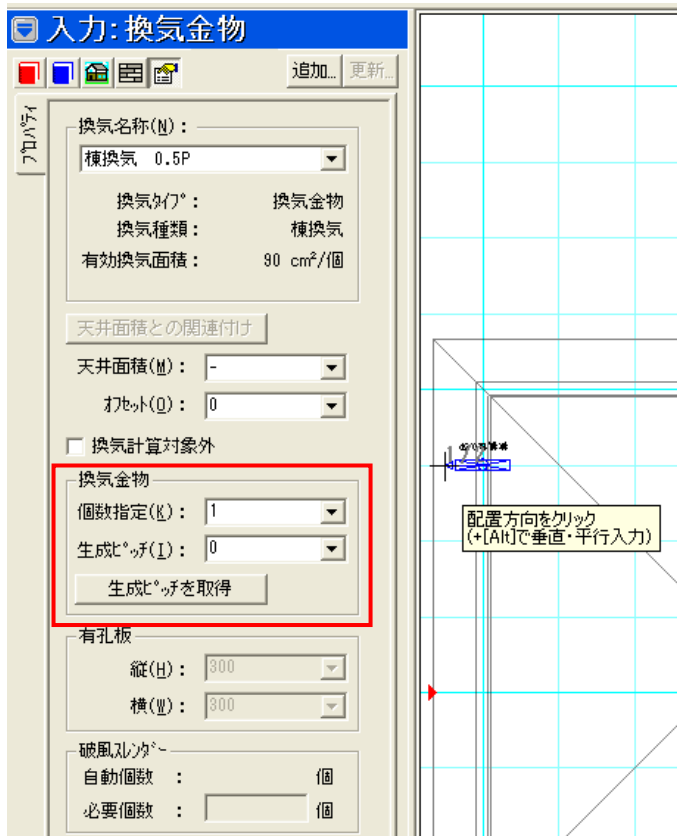 入力:換気金物
追加... 更新...
プロパティ
換気名称(N)：
棟換気 0.5P
換気ﾀｲﾌﾟ： 換気金物
換気種類： 棟換気
有効換気面積： 90 cm²/個
天井面積との関連付け
天井面積(M)： -
ｵﾌｾｯﾄ(O)： 0
換気計算対象外
換気金物
個数指定(K)： 1
生成ﾋﾟｯﾁ(I)： 0
生成ﾋﾟｯﾁを取得
配置方向をクリック
(+[Alt]で垂直・平行入力)
有孔板
縦(H)： 300
横(W)： 300
破風ｽﾚﾝﾀﾞｰ
自動個数 ： 個
必要個数 ： 個